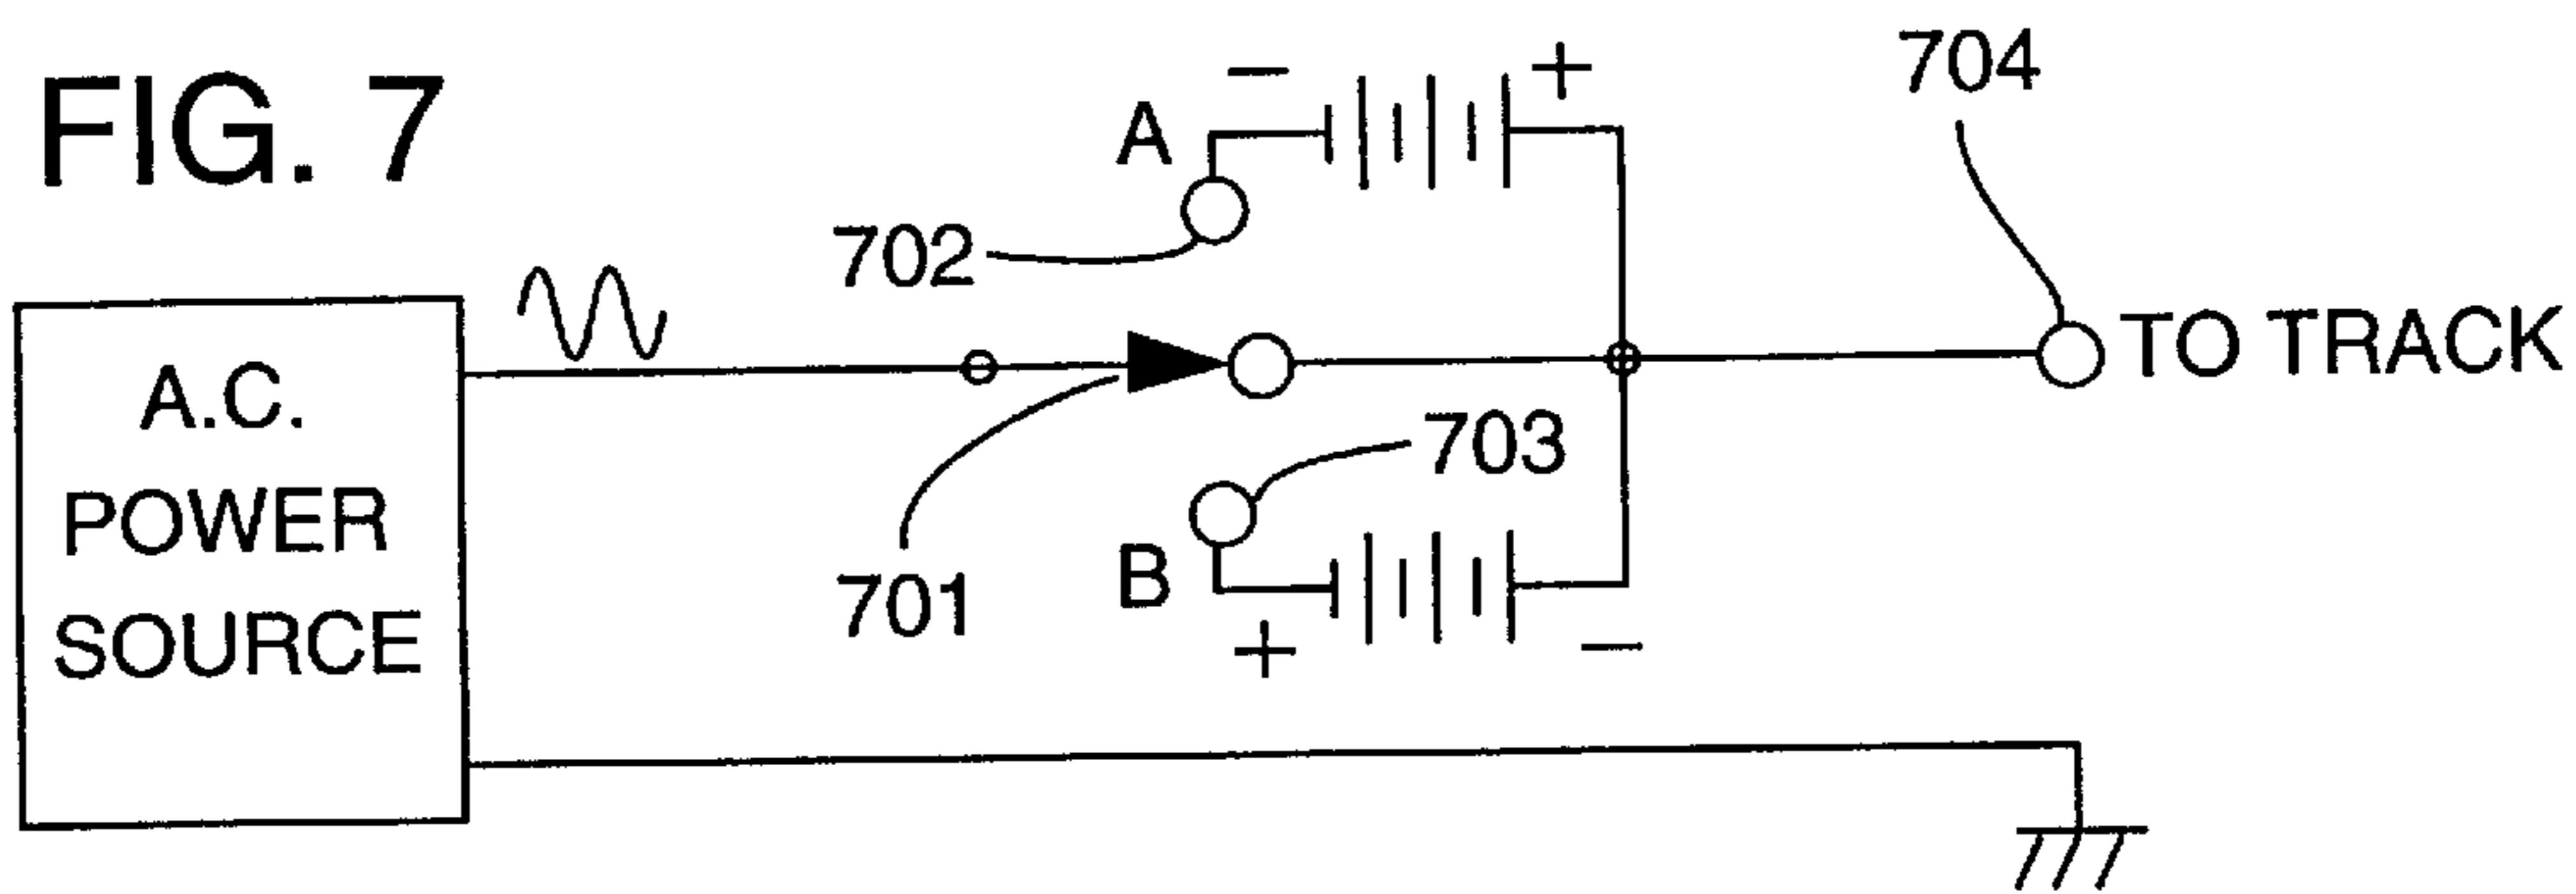 FIG. 7
704
A
- +
702
TO TRACK
A.C.
POWER
SOURCE
703
701
B
+ -